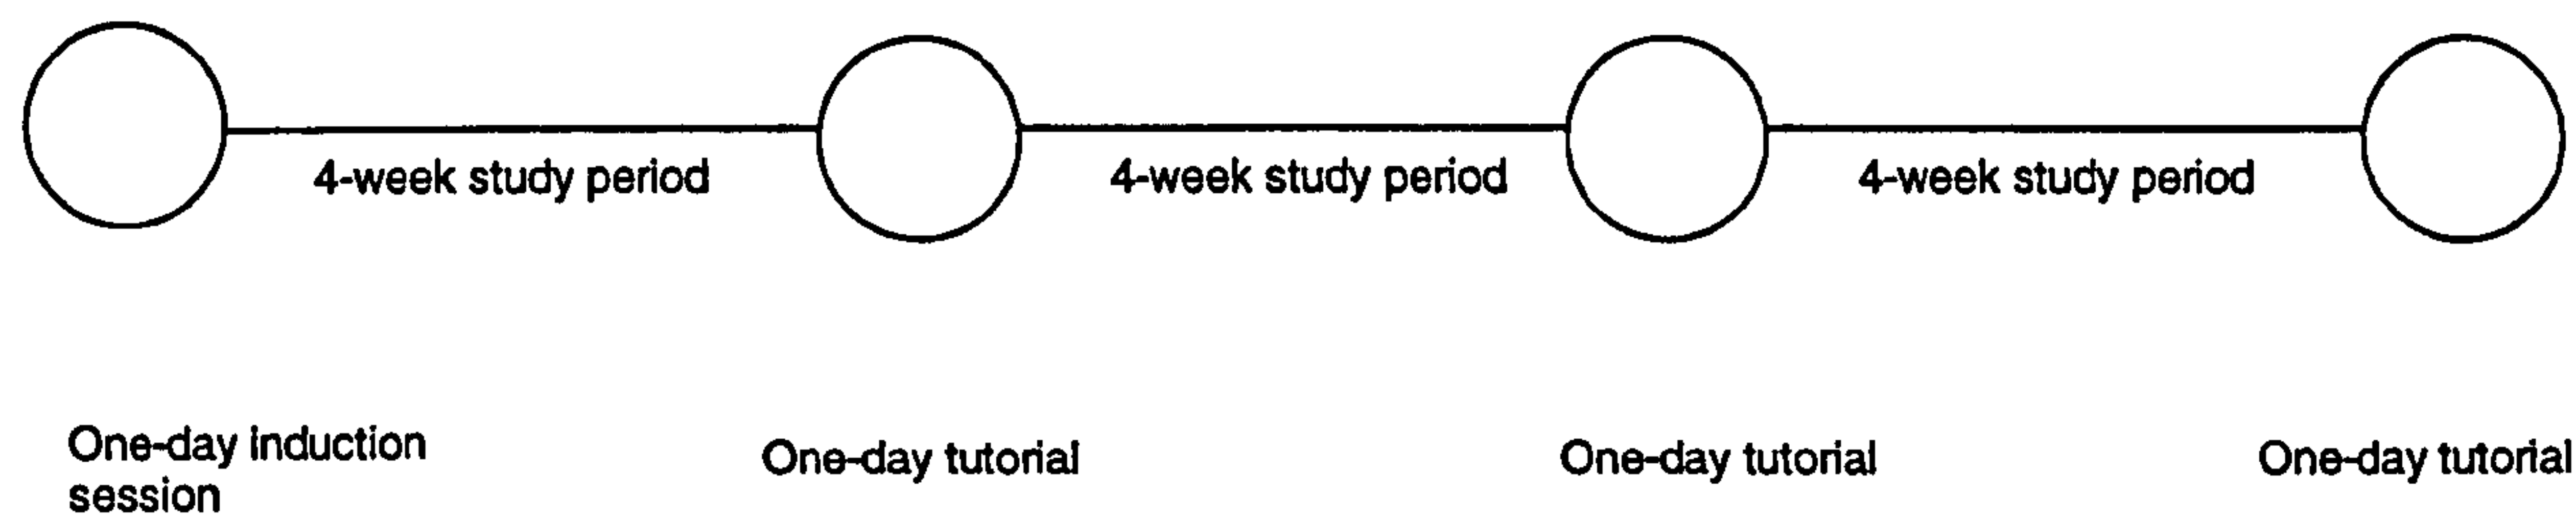 4-week study period
4-week study period
4-week study period
One-day induction
session
One-day tutorial
One-day tutorial
One-day tutorial